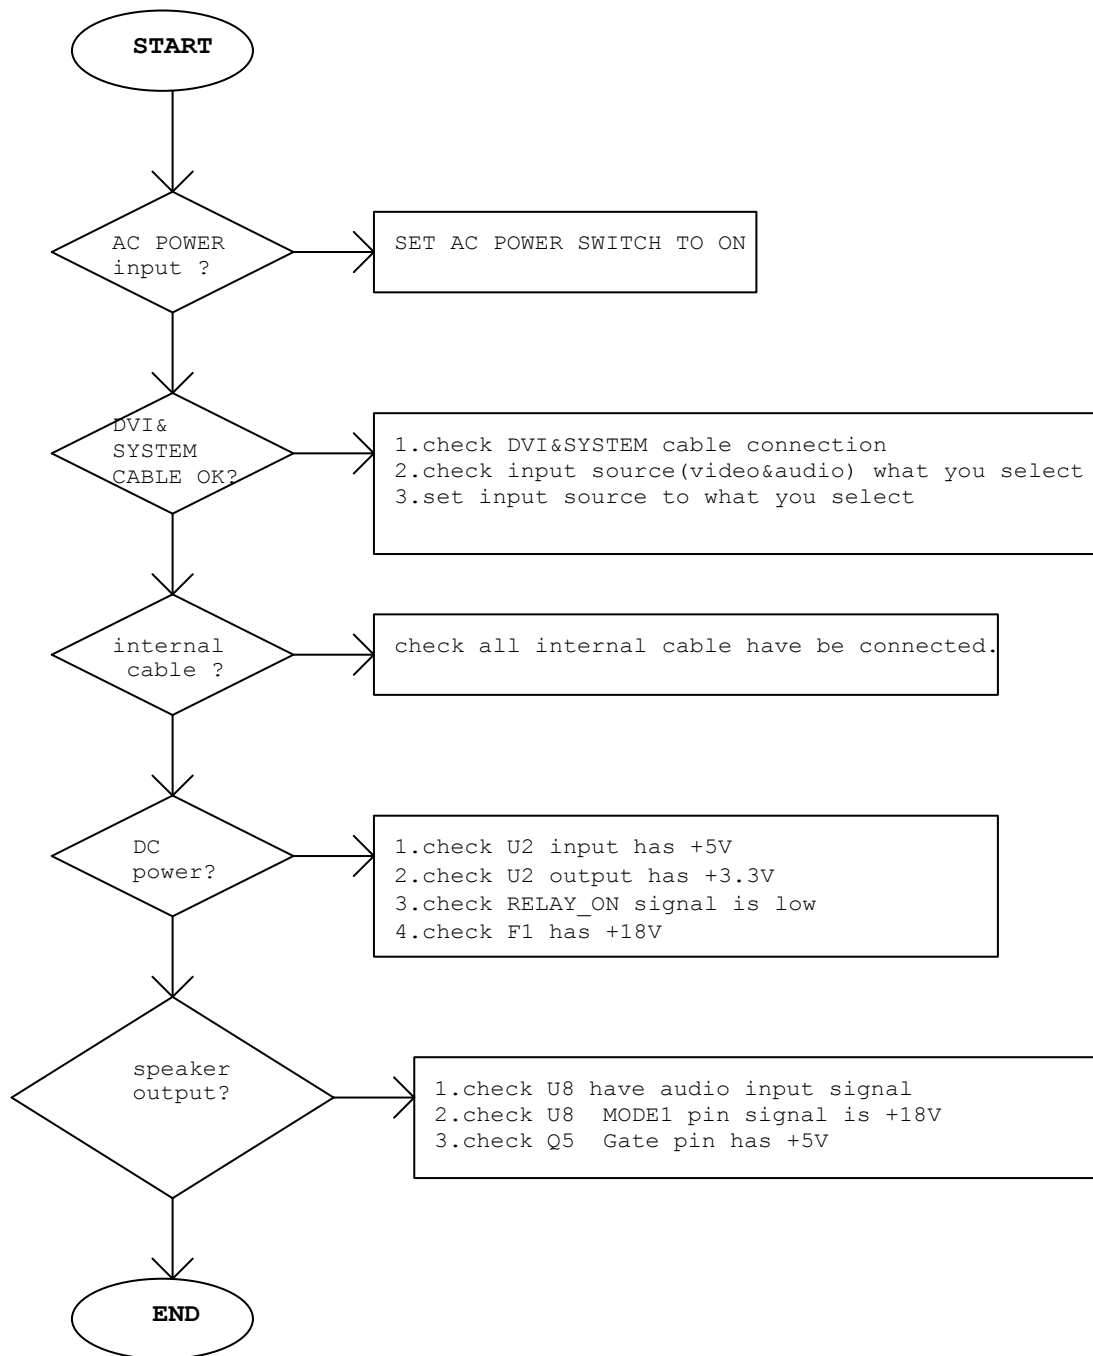 START
AC POWER
input ?
SET AC POWER SWITCH TO ON
DVI&
SYSTEM
CABLE OK?
1.check DVI&SYSTEM cable connection
2.check input source(video&audio) what you select
3.set input source to what you select
internal
cable ?
check all internal cable have be connected.
DC
power?
1.check U2 input has +5V
2.check U2 output has +3.3V
3.check RELAY_ON signal is low
4.check F1 has +18V
speaker
output?
1.check U8 have audio input signal
2.check U8  MODE1 pin signal is +18V
3.check Q5  Gate pin has +5V
END